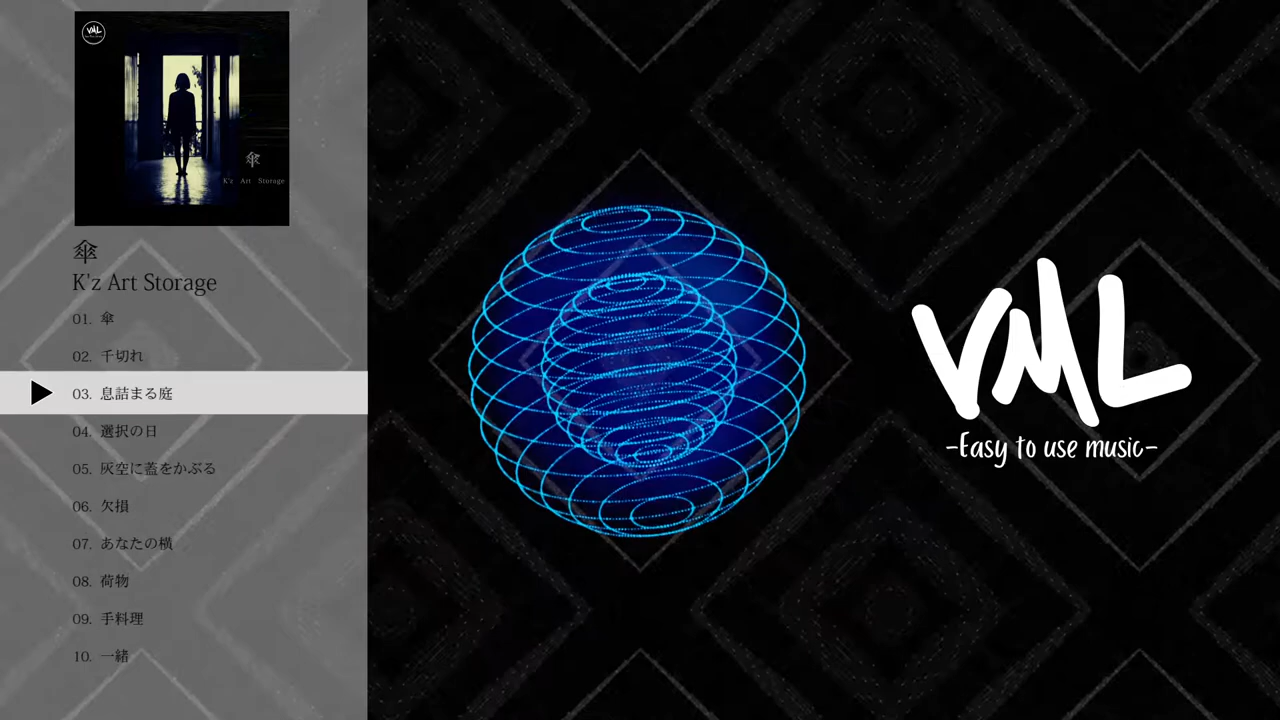 VML
傘
K'z Art Storage
傘
K'z Art Storage
01. 傘
02. 千切れ
03. 息詰まる庭
04. 選択の日
05. 灰空に蓋をかぶる
06. 欠損
07. あなたの横
08. 荷物
09. 手料理
10. 一緒
VML
-Easy to use music-